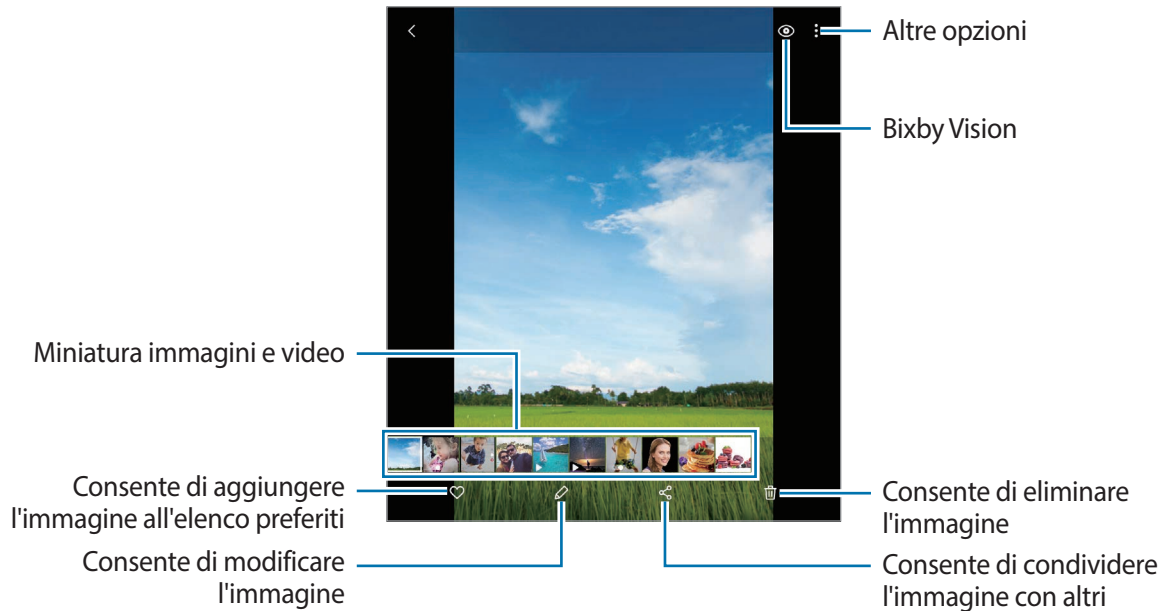 Altre opzioni
Bixby Vision
Miniatura immagini e video
Consente di aggiungere
l'immagine all'elenco preferiti
Consente di modificare
l'immagine
Consente di eliminare
l'immagine
Consente di condividere
l'immagine con altri